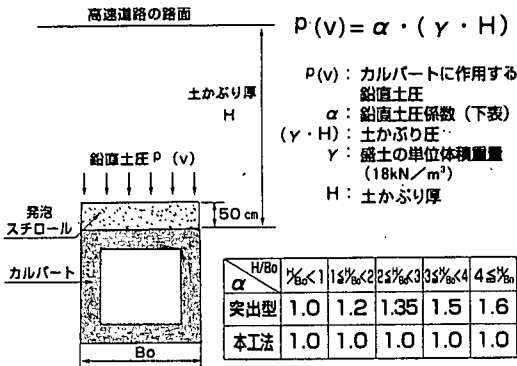 高速道路の路面
P(v)= α・(γ・H)
土かぶり厚
H
P(v): カルバートに作用する
鉛直土圧
α: 鉛直土圧係数(下表)
(γ・H): 土かぶり圧
γ: 盛土の単位体積重量
(18kN/m³)
H: 土かぶり厚
鉛直土圧P (v)
発泡
スチロール
50cm
カルバート
Bo
α H/Bo H/Bo<1 1≦H/Bo<2 2≦H/Bo<3 3≦H/Bo<4 4≦H/Bo
突出型 1.0 1.2 1.35 1.5 1.6
本工法 1.0 1.0 1.0 1.0 1.0